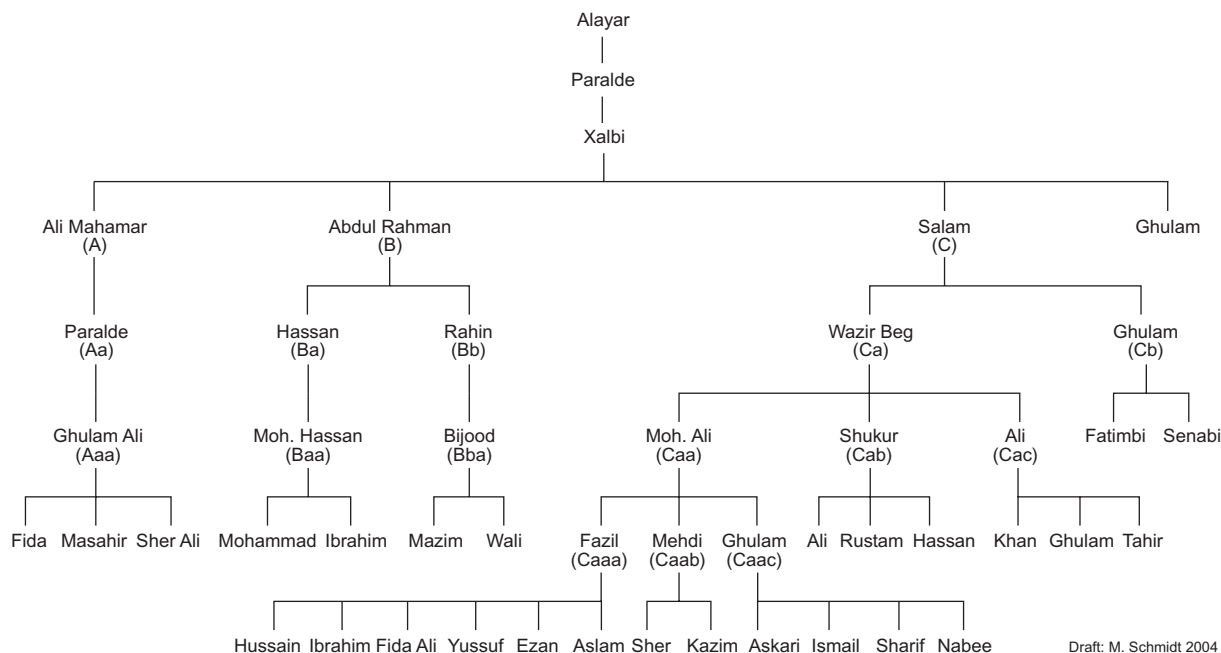 Alayar
Paralde
Xalbi
Ali Mahamar Abdul Rahman Salam Ghulam
(A) (B) (C)
Paralde Hassan Rahin Wazir Beg Ghulam
(Aa) (Ba) (Bb) (Ca) (Cb)
Ghulam Ali Moh. Hassan Bijood Moh. Ali Shukur Ali Fatimbi Senabi
(Aaa) (Baa) (Bba) (Caa) (Cab) (Cac)
Fida Masahir Sher Ali Mohammad Ibrahim Mazim Wali Fazil Mehdi Ghulam Ali Rustam Hassan Khan Ghulam Tahir
(Caaa) (Caab) (Caac)
Hussain Ibrahim Fida Ali Yussuf Ezan Aslam Sher Kazim Askari Ismail Sharif Nabee Draft: M. Schmidt 2004